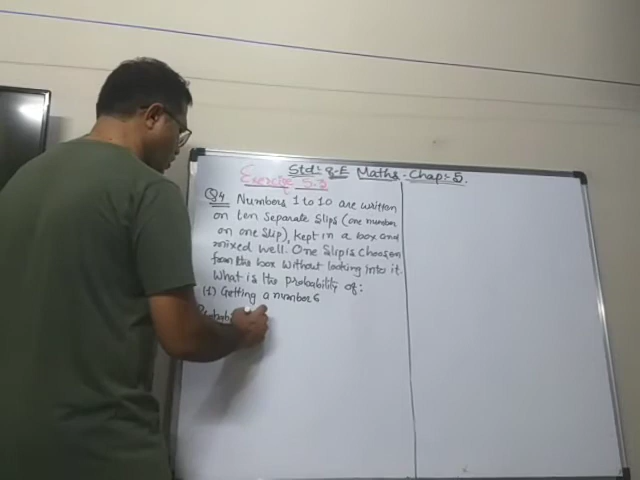 Std: 8-E Maths - Chap:- 5.
Exercise 5.3
Q4 Numbers 1 to 10 are written
on ten separate slips (one number
on one slip), kept in a box and
mixed well. One slip is choosen
from the box without looking into it.
What is the probability of:
(i) Getting a number 6
Probab